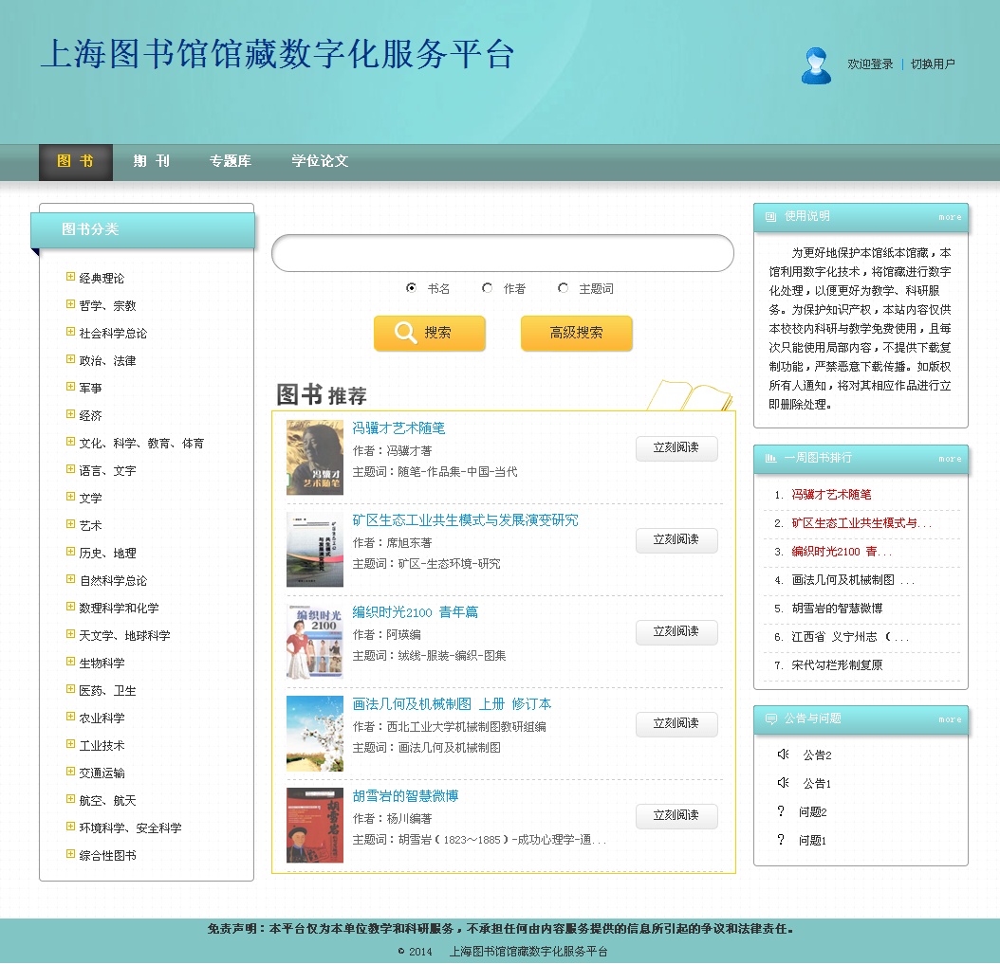 上海图书馆馆藏数字化服务平台
欢迎登录 | 切换用户
图 书 期 刊 专题库 学位论文
图书分类
经典理论
哲学、宗教
社会科学总论
政治、法律
军事
经济
文化、科学、教育、体育
语言、文字
文学
艺术
历史、地理
自然科学总论
数理科学和化学
天文学、地球科学
生物科学
医药、卫生
农业科学
工业技术
交通运输
航空、航天
环境科学、安全科学
综合性图书
书名 作者 主题词
搜索 高级搜索
图书 推荐
冯骥才
艺术随笔
冯骥才艺术随笔
作者：冯骥才著
主题词：随笔-作品集-中国-当代
立刻阅读
矿区生态工业共生模式与发展演变研究
作者：席旭东著
主题词：矿区-生态环境-研究
立刻阅读
编织时光
2100
编织时光2100 青年篇
作者：阿瑛编
主题词：绒线-服装-编织-图集
立刻阅读
画法几何及机械制图 上册 修订本
作者：西北工业大学机械制图教研组编
主题词：画法几何及机械制图
立刻阅读
胡雪岩
胡雪岩的智慧微博
作者：杨川编著
主题词：胡雪岩（1823～1885）-成功心理学-通...
立刻阅读
使用说明 more
为更好地保护本馆纸本馆藏，本
馆利用数字化技术，将馆藏进行数字
化处理，以便更好为教学、科研服
务。为保护知识产权，本站内容仅供
本校校内科研与教学免费使用，且每
次只能使用局部内容，不提供下载复
制功能，严禁恶意下载传播。如版权
所有人通知，将对其相应作品进行立
即删除处理。
一周图书排行 more
1. 冯骥才艺术随笔
2. 矿区生态工业共生模式与...
3. 编织时光2100 青...
4. 画法几何及机械制图 ...
5. 胡雪岩的智慧微博
6. 江西省 义宁州志 （...
7. 宋代勾栏形制复原
公告与问题 more
公告2
公告1
? 问题2
? 问题1
免责声明：本平台仅为本单位教学和科研服务，不承担任何由内容服务提供的信息所引起的争议和法律责任。
© 2014 上海图书馆馆藏数字化服务平台